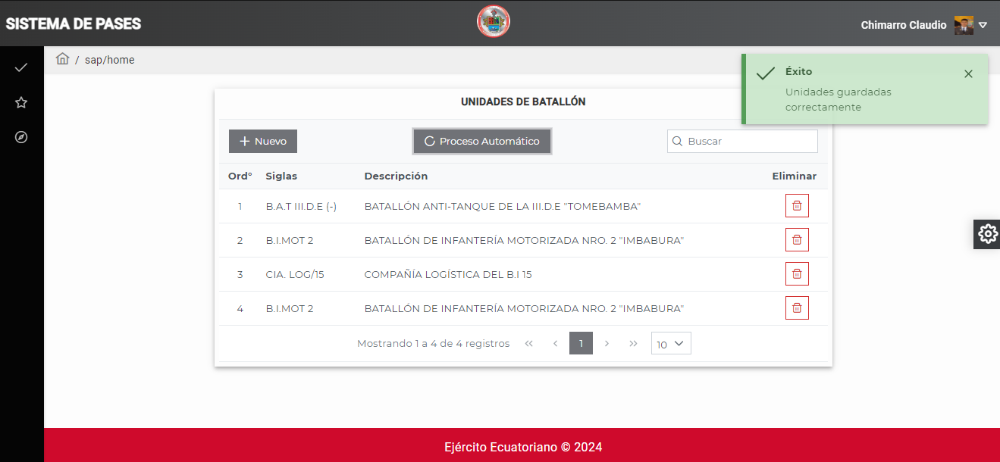 SISTEMA DE PASES
Chimarro Claudio
/ sap/home
Éxito
Unidades guardadas
correctamente
UNIDADES DE BATALLÓN
Nuevo
Proceso Automático
Buscar
Ord° Siglas Descripción Eliminar
1 B.A.T III.D.E (-) BATALLÓN ANTI-TANQUE DE LA III.D.E "TOMEBAMBA"
2 B.I.MOT 2 BATALLÓN DE INFANTERÍA MOTORIZADA NRO. 2 "IMBABURA"
3 CIA. LOG/15 COMPAÑÍA LOGÍSTICA DEL B.I 15
4 B.I.MOT 2 BATALLÓN DE INFANTERÍA MOTORIZADA NRO. 2 "IMBABURA"
Mostrando 1 a 4 de 4 registros « ‹ 1 › » 10
Ejército Ecuatoriano © 2024